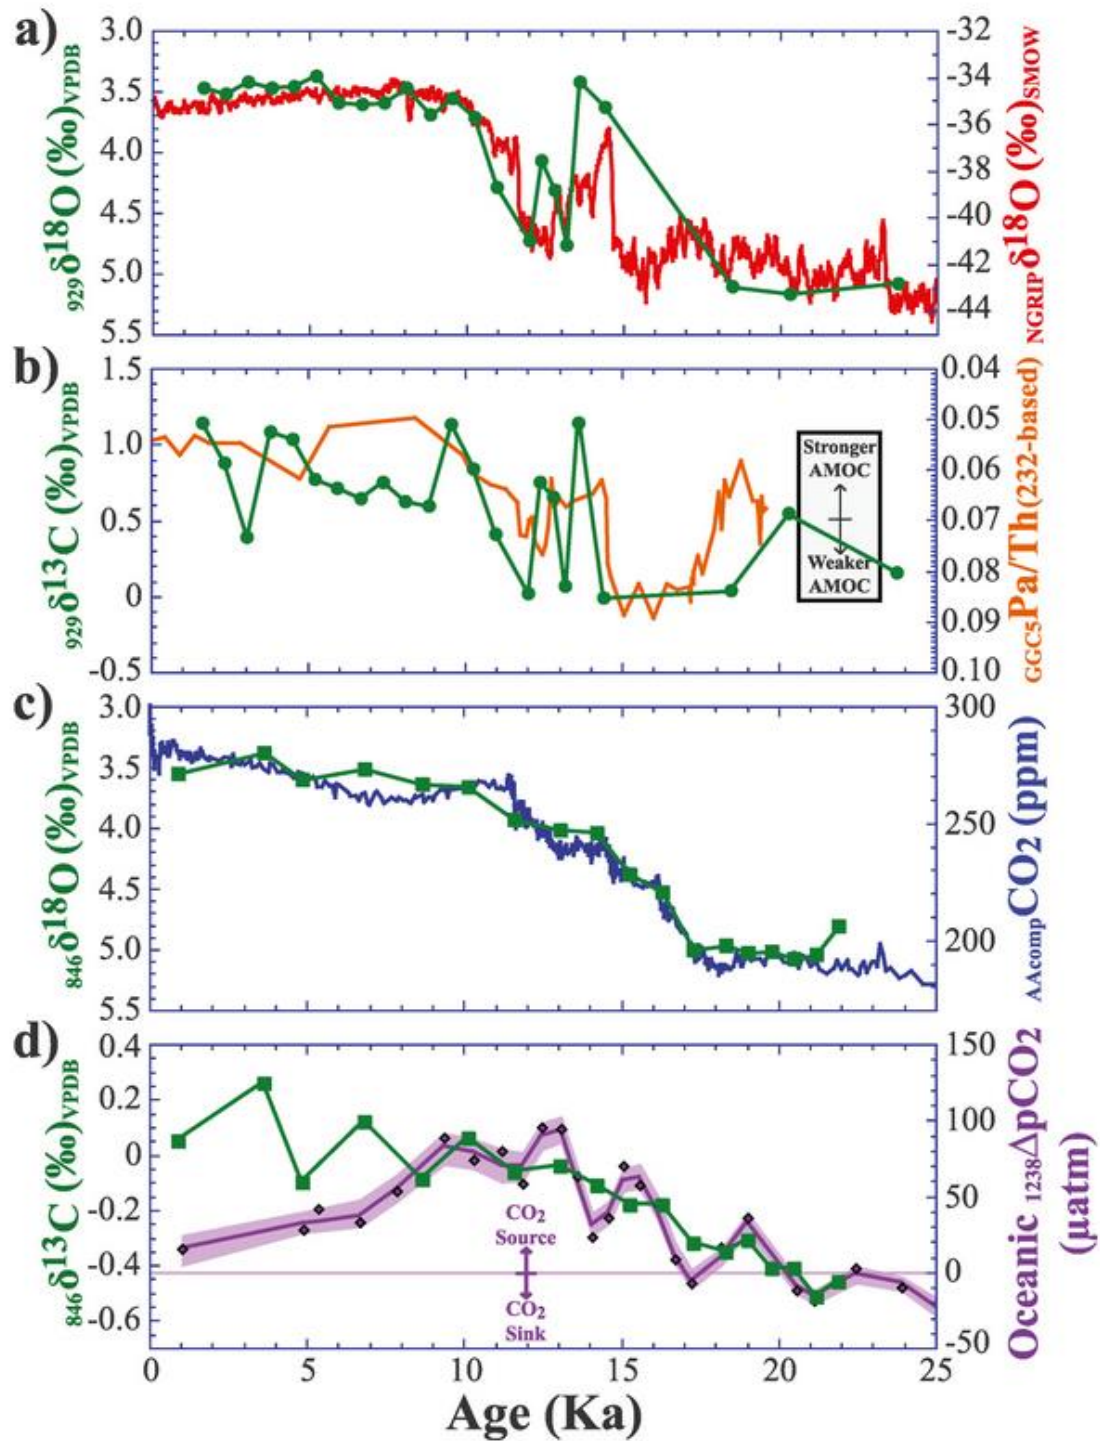 a)
3.0
3.5
4.0
4.5
5.0
5.5
929δ18O (‰)VPDB
-32
-34
-36
-38
-40
-42
-44
NGRIPδ18O (‰)SMOW
b)
1.5
1.0
0.5
0
-0.5
929δ13C (‰)VPDB
Stronger
AMOC
Weaker
AMOC
0.04
0.05
0.06
0.07
0.08
0.09
0.10
GGC5Pa/Th(232-based)
c)
3.0
3.5
4.0
4.5
5.0
5.5
846δ18O (‰)VPDB
300
250
200
AAcompCO2 (ppm)
d)
0.4
0.2
0
-0.2
-0.4
-0.6
846δ13C (‰)VPDB
CO2
Source
CO2
Sink
150
100
50
0
-50
Oceanic 1238ΔpCO2
(µatm)
0 5 10 15 20 25
Age (Ka)